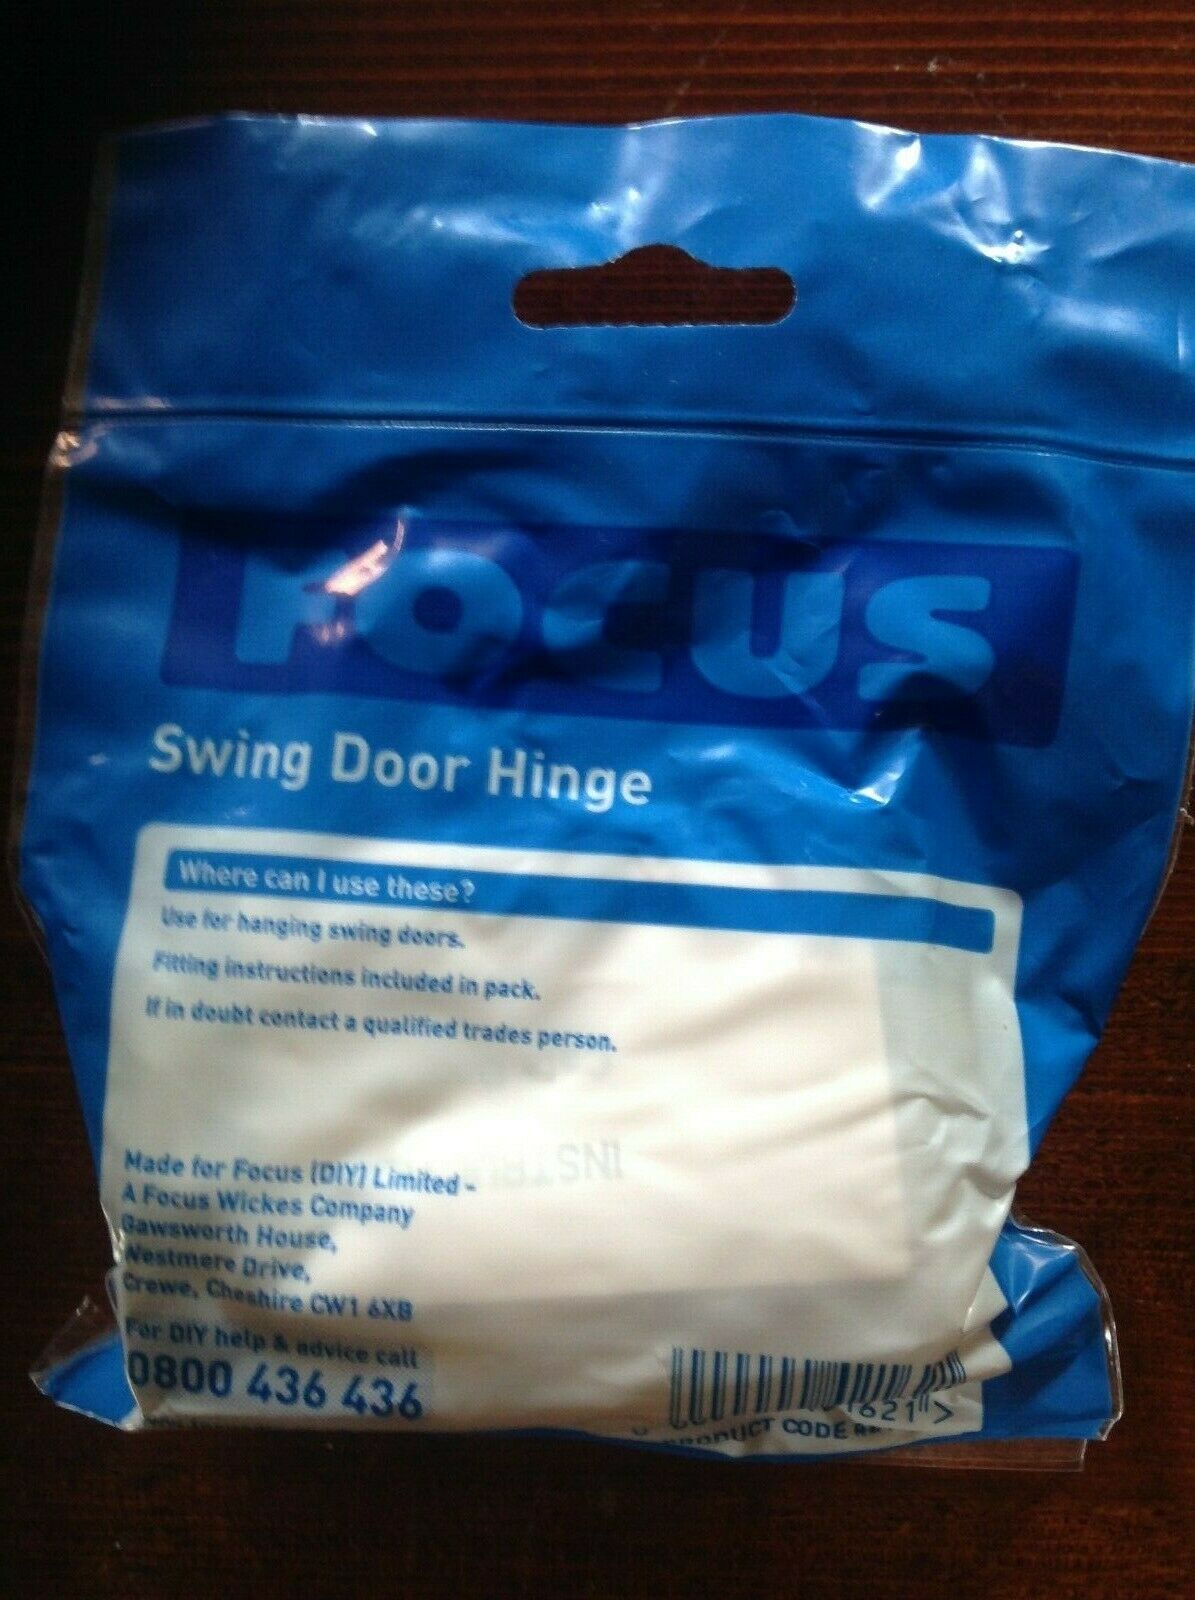 FOCUS
Swing Door Hinge
Where can I use these?
Use for hanging swing doors.
Fitting instructions included in pack.
If in doubt contact a qualified trades person.
Made for Focus (DIY) Limited -
A Focus Wickes Company
Gawsworth House,
Westmere Drive,
Crewe, Cheshire CW1 6XB
For DIY help & advice call
0800 436 436
621 >
PRODUCT CODE